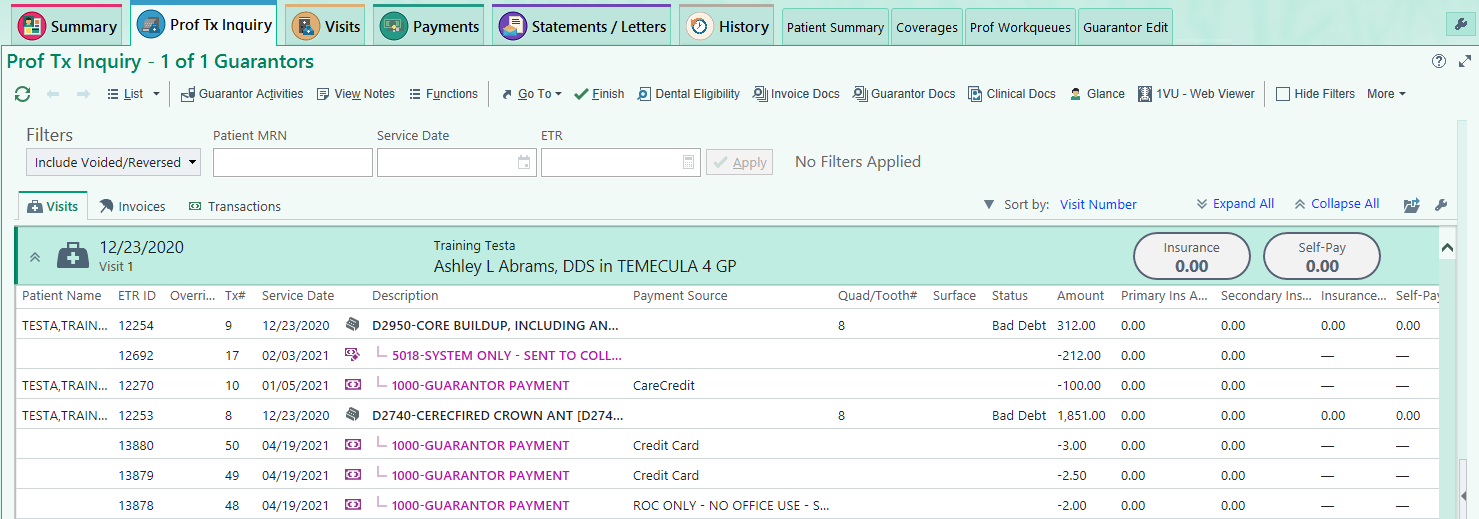 Summary Prof Tx Inquiry Visits Payments Statements / Letters History Patient Summary Coverages Prof Workqueues Guarantor Edit
Prof Tx Inquiry - 1 of 1 Guarantors
List Guarantor Activities View Notes Functions Go To Finish Dental Eligibility Invoice Docs Guarantor Docs Clinical Docs Glance 1VU - Web Viewer Hide Filters More
Filters Patient MRN Service Date ETR
Include Voided/Reversed Apply No Filters Applied
Visits Invoices Transactions Sort by: Visit Number Expand All Collapse All
12/23/2020 Training Testa Insurance Self-Pay
Visit 1 Ashley L Abrams, DDS in TEMECULA 4 GP 0.00 0.00
Patient Name ETR ID Overri... Tx# Service Date Description Payment Source Quad/Tooth# Surface Status Amount Primary Ins A... Secondary Ins... Insurance... Self-Pay
TESTA,TRAIN... 12254 9 12/23/2020 D2950-CORE BUILDUP, INCLUDING AN... 8 Bad Debt 312.00 0.00 0.00 0.00 0.00
12692 17 02/03/2021 5018-SYSTEM ONLY - SENT TO COLL... -212.00 0.00 0.00 — —
TESTA,TRAIN... 12270 10 01/05/2021 1000-GUARANTOR PAYMENT CareCredit -100.00 0.00 0.00 — —
TESTA,TRAIN... 12253 8 12/23/2020 D2740-CERECFIRED CROWN ANT [D274... 8 Bad Debt 1,851.00 0.00 0.00 0.00 0.00
13880 50 04/19/2021 1000-GUARANTOR PAYMENT Credit Card -3.00 0.00 0.00 — —
13879 49 04/19/2021 1000-GUARANTOR PAYMENT Credit Card -2.50 0.00 0.00 — —
13878 48 04/19/2021 1000-GUARANTOR PAYMENT ROC ONLY - NO OFFICE USE - S... -2.00 0.00 0.00 — —